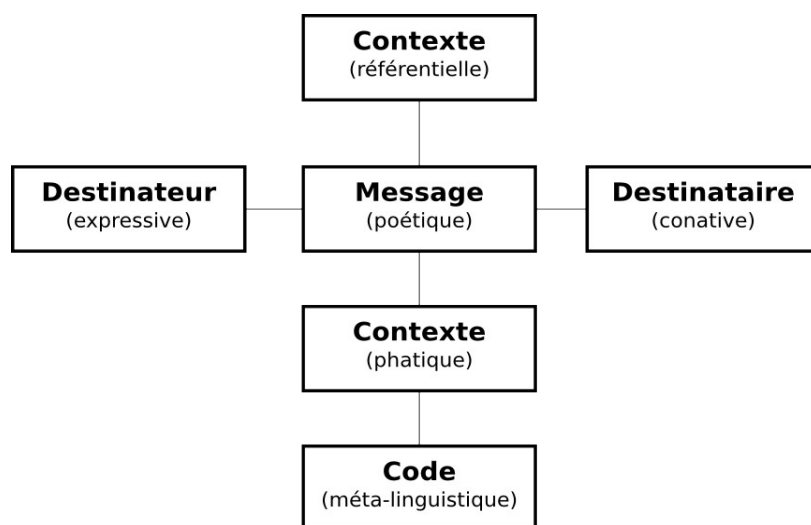 Contexte
(référentielle)
Destinateur
(expressive)
Message
(poétique)
Destinataire
(conative)
Contexte
(phatique)
Code
(méta-linguistique)